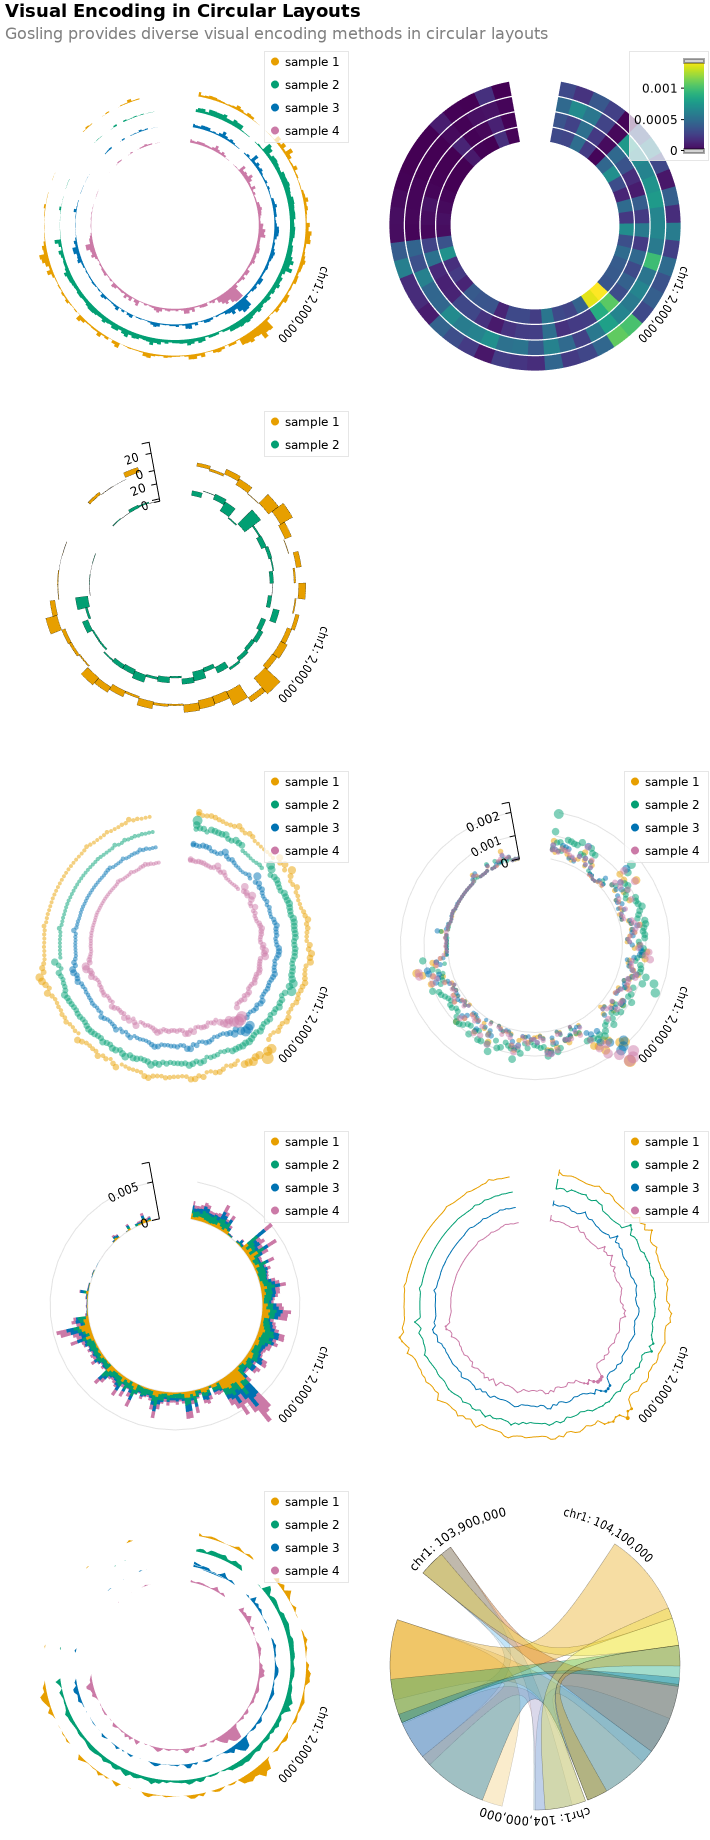 Visual Encoding in Circular Layouts
Gosling provides diverse visual encoding methods in circular layouts
sample 1
sample 2
sample 3
sample 4
chr1: 2,000,000
0.001
0.0005
0
chr1: 2,000,000
sample 1
sample 2
20
0
20
0
chr1: 2,000,000
sample 1
sample 2
sample 3
sample 4
chr1: 2,000,000
sample 1
sample 2
sample 3
sample 4
0.002
0.001
0
chr1: 2,000,000
sample 1
sample 2
sample 3
sample 4
0.005
0
chr1: 2,000,000
sample 1
sample 2
sample 3
sample 4
chr1: 2,000,000
sample 1
sample 2
sample 3
sample 4
chr1: 2,000,000
chr1: 103,900,000
chr1: 104,100,000
chr1: 104,000,000